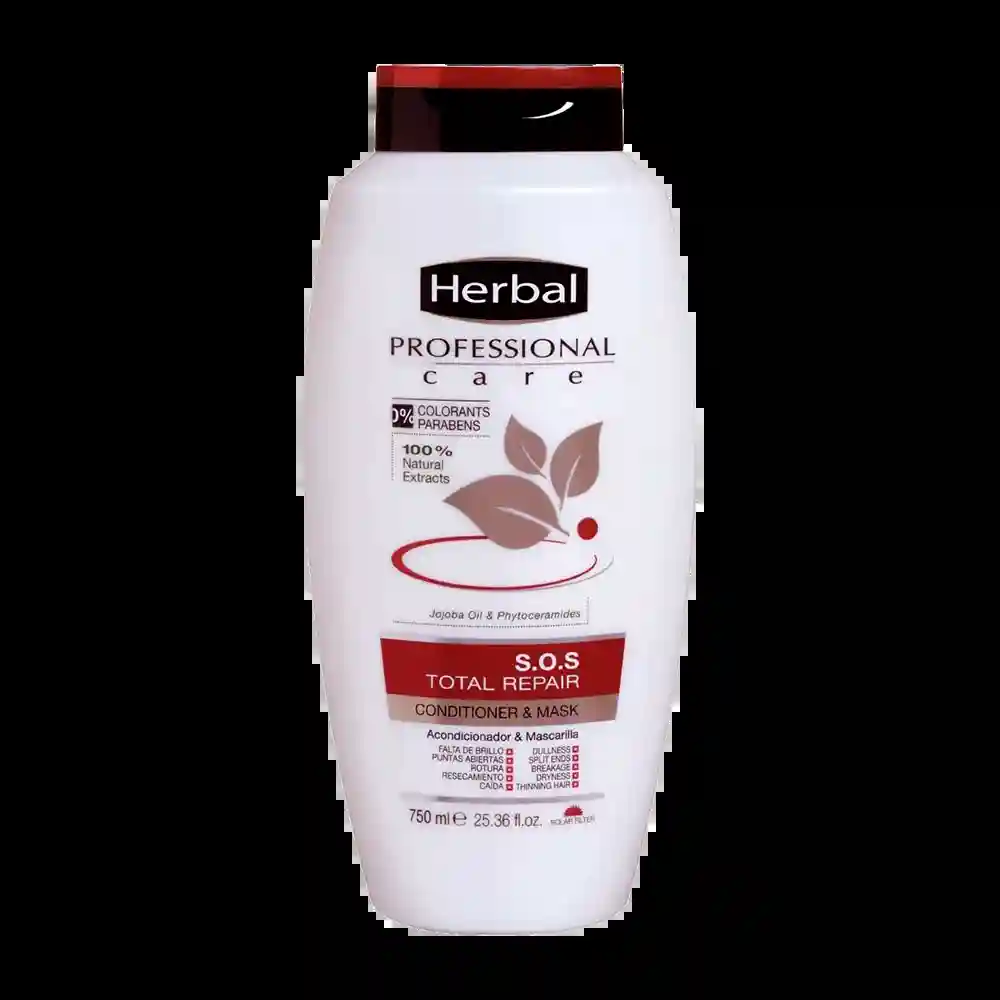 Herbal
PROFESSIONAL
care
0% COLORANTS
PARABENS
100%
Natural
Extracts
Jojoba Oil & Phytoceramides
S.O.S
TOTAL REPAIR
CONDITIONER & MASK
Acondicionador & Mascarilla
FALTA DE BRILLO DULLNESS
PUNTAS ABIERTAS SPLIT ENDS
ROTURA BREAKAGE
RESECAMIENTO DRYNESS
CAÍDA THINNING HAIR
750 ml e 25.36 fl.oz. SOLAR FILTER